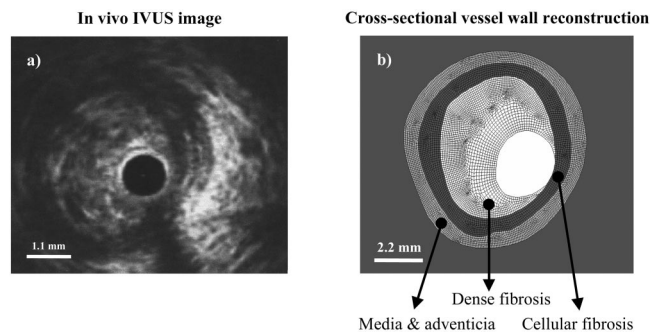 In vivo IVUS image
Cross-sectional vessel wall reconstruction
a)
b)
1.1 mm
2.2 mm
Dense fibrosis
Media & adventicia
Cellular fibrosis